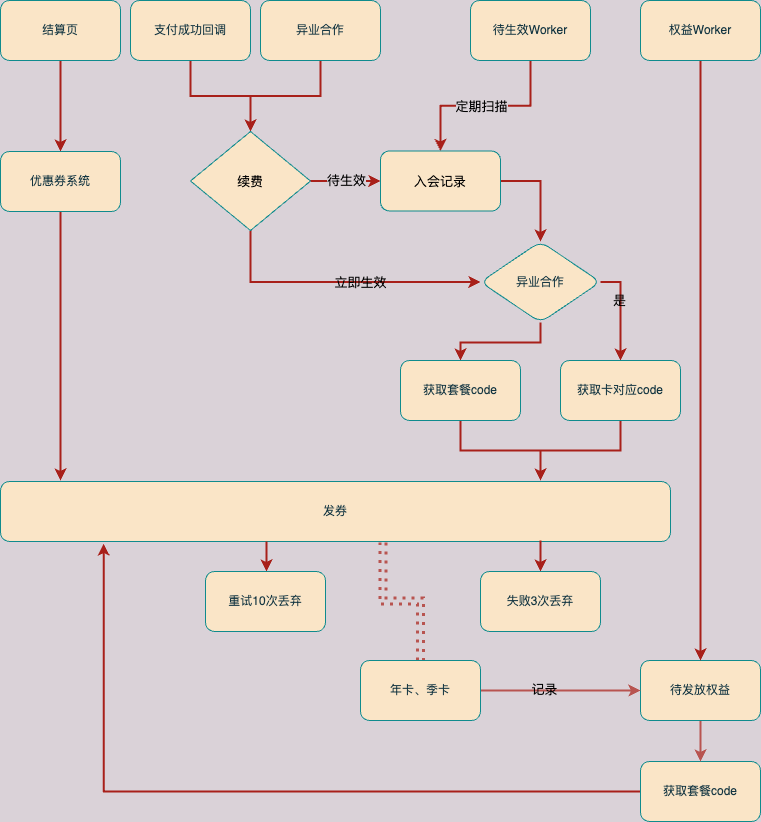 结算页
支付成功回调
异业合作
待生效Worker
权益Worker
定期扫描
优惠券系统
续费
待生效
入会记录
立即生效
异业合作
是
获取套餐code
获取卡对应code
发券
重试10次丢弃
失败3次丢弃
年卡、季卡
记录
待发放权益
获取套餐code